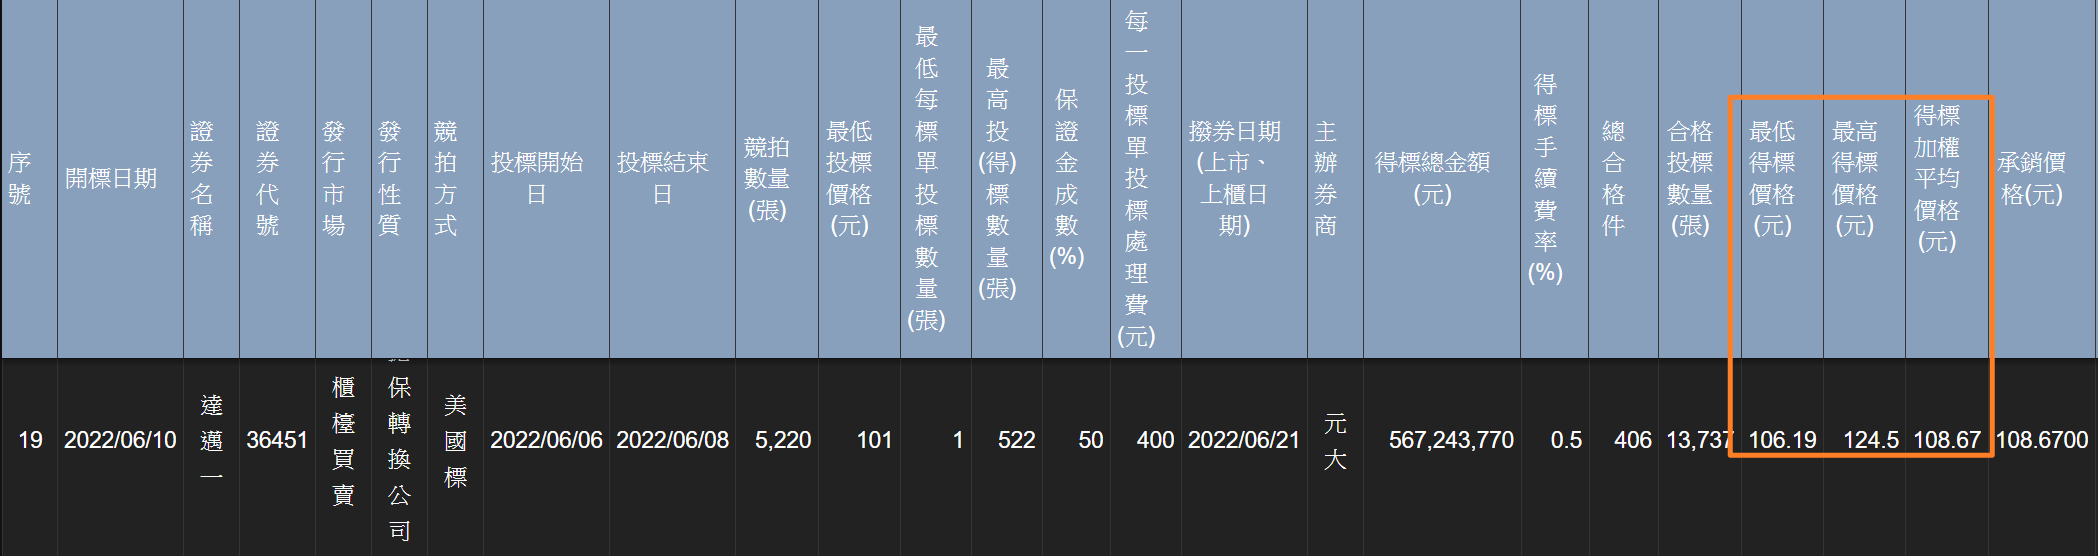 序號
開標日期
證券名稱
證券代號
發行市場
發行性質
競拍方式
投標開始日
投標結束日
競拍數量(張)
最低投標價格(元)
最低每標單投標數量(張)
最高投(得)標數量(張)
保證金成數(%)
每一投標單投標處理費(元)
撥券日期(上市、上櫃日期)
主辦券商
得標總金額(元)
得標手續費率(%)
總合格件
合格投標數量(張)
最低得標價格(元)
最高得標價格(元)
得標加權平均價格(元)
承銷價格(元)
19
2022/06/10
達邁一
36451
櫃檯買賣
保轉換公司
美國標
2022/06/06
2022/06/08
5,220
101
1
522
50
400
2022/06/21
元大
567,243,770
0.5
406
13,737
106.19
124.5
108.67
108.6700